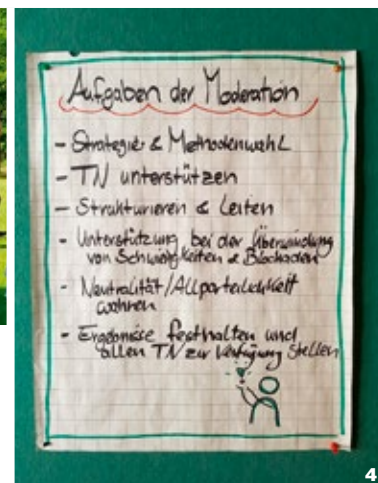 Aufgaben der Moderation
- Strategie & Methodenwahl
- TN unterstützen
- Strukturieren & Leiten
- Unterstützung bei der Überwindung
von Schwierigkeiten & Blockaden
- Neutralität/Allparteilichkeit
wahren
- Ergebnisse festhalten und
allen TN zur Verfügung stellen
4